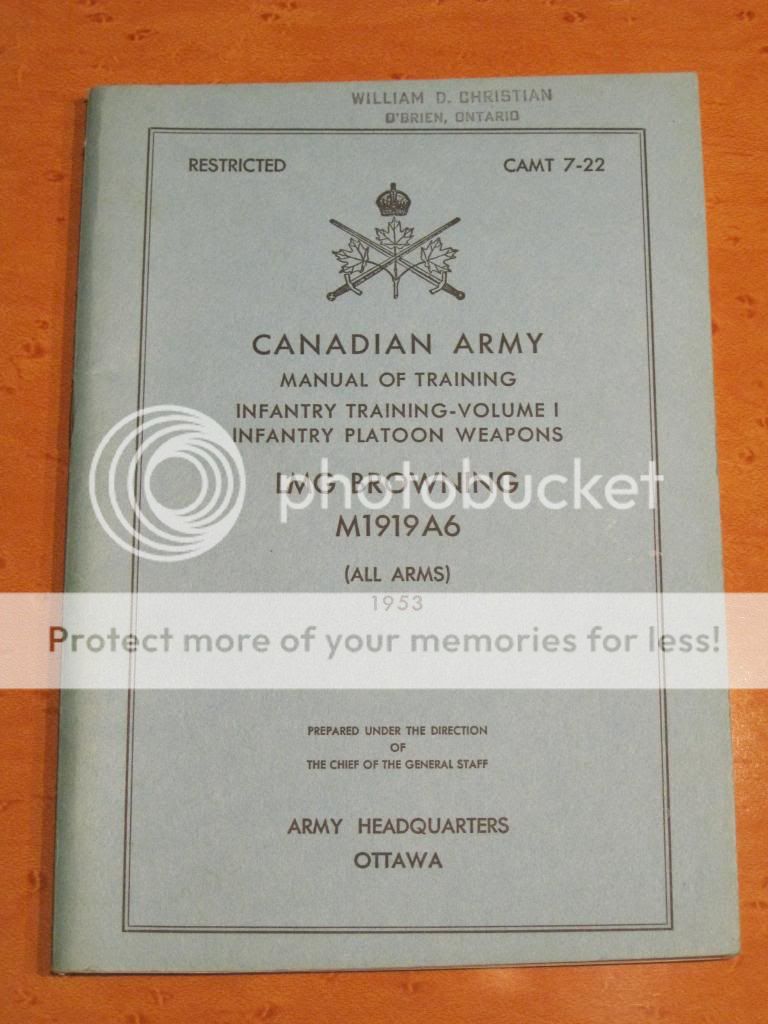 WILLIAM D. CHRISTIAN
O'BRIEN, ONTARIO
RESTRICTED CAMT 7-22
CANADIAN ARMY
MANUAL OF TRAINING
INFANTRY TRAINING-VOLUME I
INFANTRY PLATOON WEAPONS
LMG BROWNING
photobucket
M1919A6
(ALL ARMS)
1953
Protect more of your memories for less!
PREPARED UNDER THE DIRECTION
OF
THE CHIEF OF THE GENERAL STAFF
ARMY HEADQUARTERS
OTTAWA